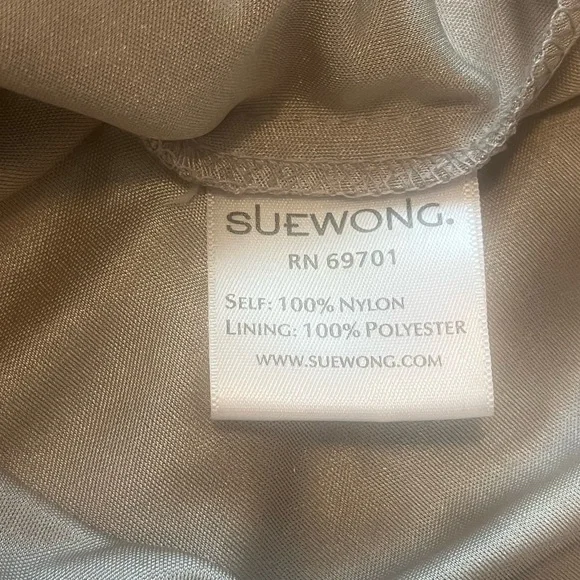 SUEWONG.
RN 69701
SELF: 100% NYLON
LINING: 100% POLYESTER
WWW.SUEWONG.COM